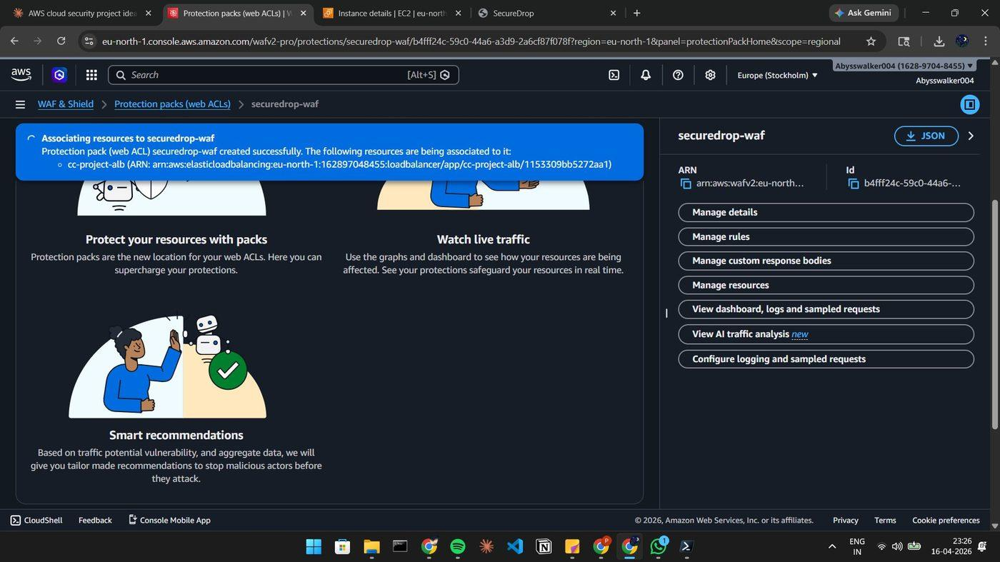 AWS cloud security project idea
Protection packs (web ACLs) | W
Instance details | EC2 | eu-north
SecureDrop
Ask Gemini
eu-north-1.console.aws.amazon.com/wafv2-pro/protections/securedrop-waf/b4fff24c-59c0-44a6-a3d9-2a6cf87f078f?region=eu-north-1&panel=protectionPackHome&scope=regional
aws
Search
[Alt+S]
Europe (Stockholm)
Abysswalker004 (1628-9704-8455)
Abysswalker004
WAF & Shield
Protection packs (web ACLs)
securedrop-waf
Associating resources to securedrop-waf
Protection pack (web ACL) securedrop-waf created successfully. The following resources are being associated to it:
cc-project-alb (ARN: arn:aws:elasticloadbalancing:eu-north-1:162897048455:loadbalancer/app/cc-project-alb/1153309bb5272aa1)
Protect your resources with packs
Protection packs are the new location for your web ACLs. Here you can
supercharge your protections.
Watch live traffic
Use the graphs and dashboard to see how your resources are being
affected. See your protections safeguard your resources in real time.
Smart recommendations
Based on traffic potential vulnerability, and aggregate data, we will
give you tailor made recommendations to stop malicious actors before
they attack.
securedrop-waf
JSON
ARN
arn:aws:wafv2:eu-north...
Id
b4fff24c-59c0-44a6-...
Manage details
Manage rules
Manage custom response bodies
Manage resources
View dashboard, logs and sampled requests
View AI traffic analysis new
Configure logging and sampled requests
CloudShell
Feedback
Console Mobile App
© 2026, Amazon Web Services, Inc. or its affiliates.
Privacy
Terms
Cookie preferences
P
1
ENG
IN
23:26
16-04-2026